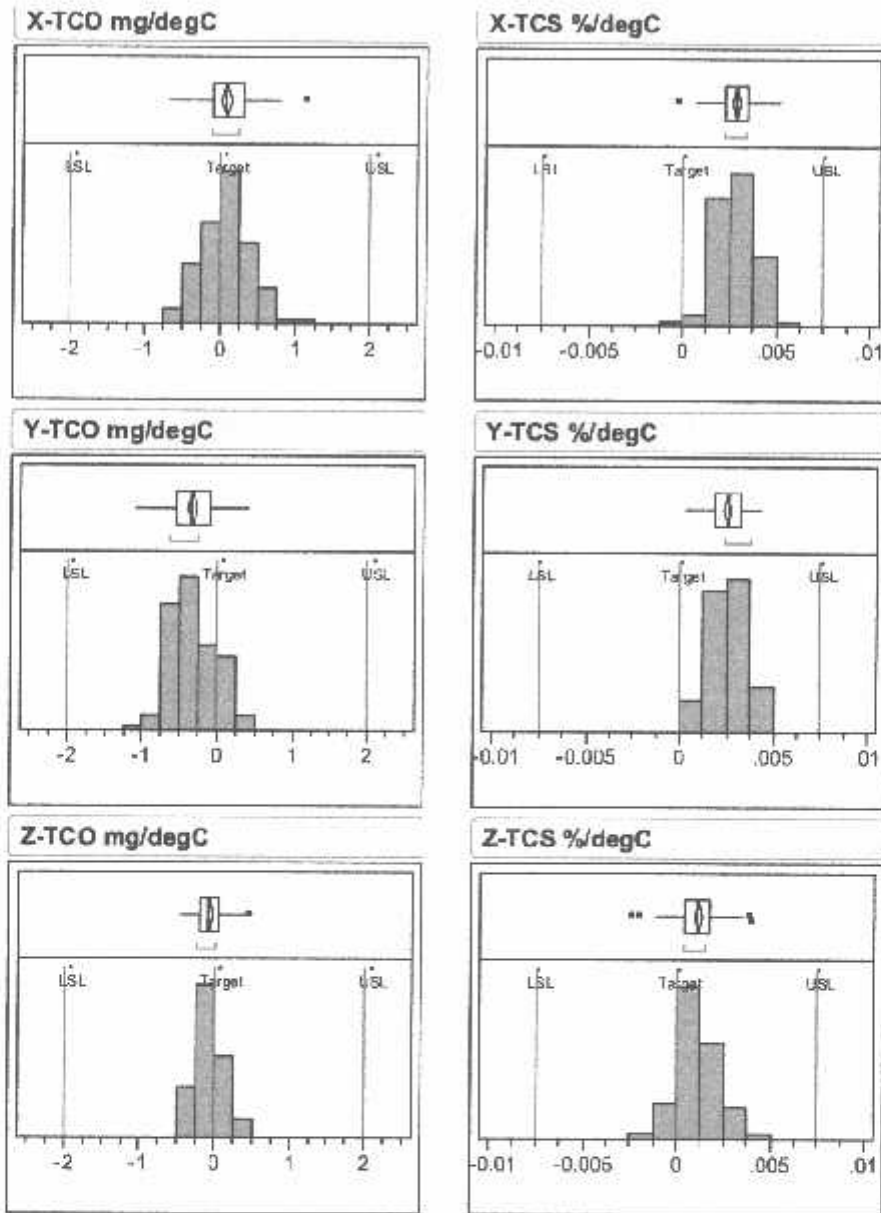 X-TCO mg/degC
LSL Target USL
-2 -1 0 1 2
X-TCS %/degC
LSL Target USL
-0.01 -0.005 0 .005 .01
Y-TCO mg/degC
LSL Target USL
-2 -1 0 1 2
Y-TCS %/degC
LSL Target USL
-0.01 -0.005 0 .005 .01
Z-TCO mg/degC
LSL Target USL
-2 -1 0 1 2
Z-TCS %/degC
LSL Target USL
-0.01 -0.005 0 .005 .01